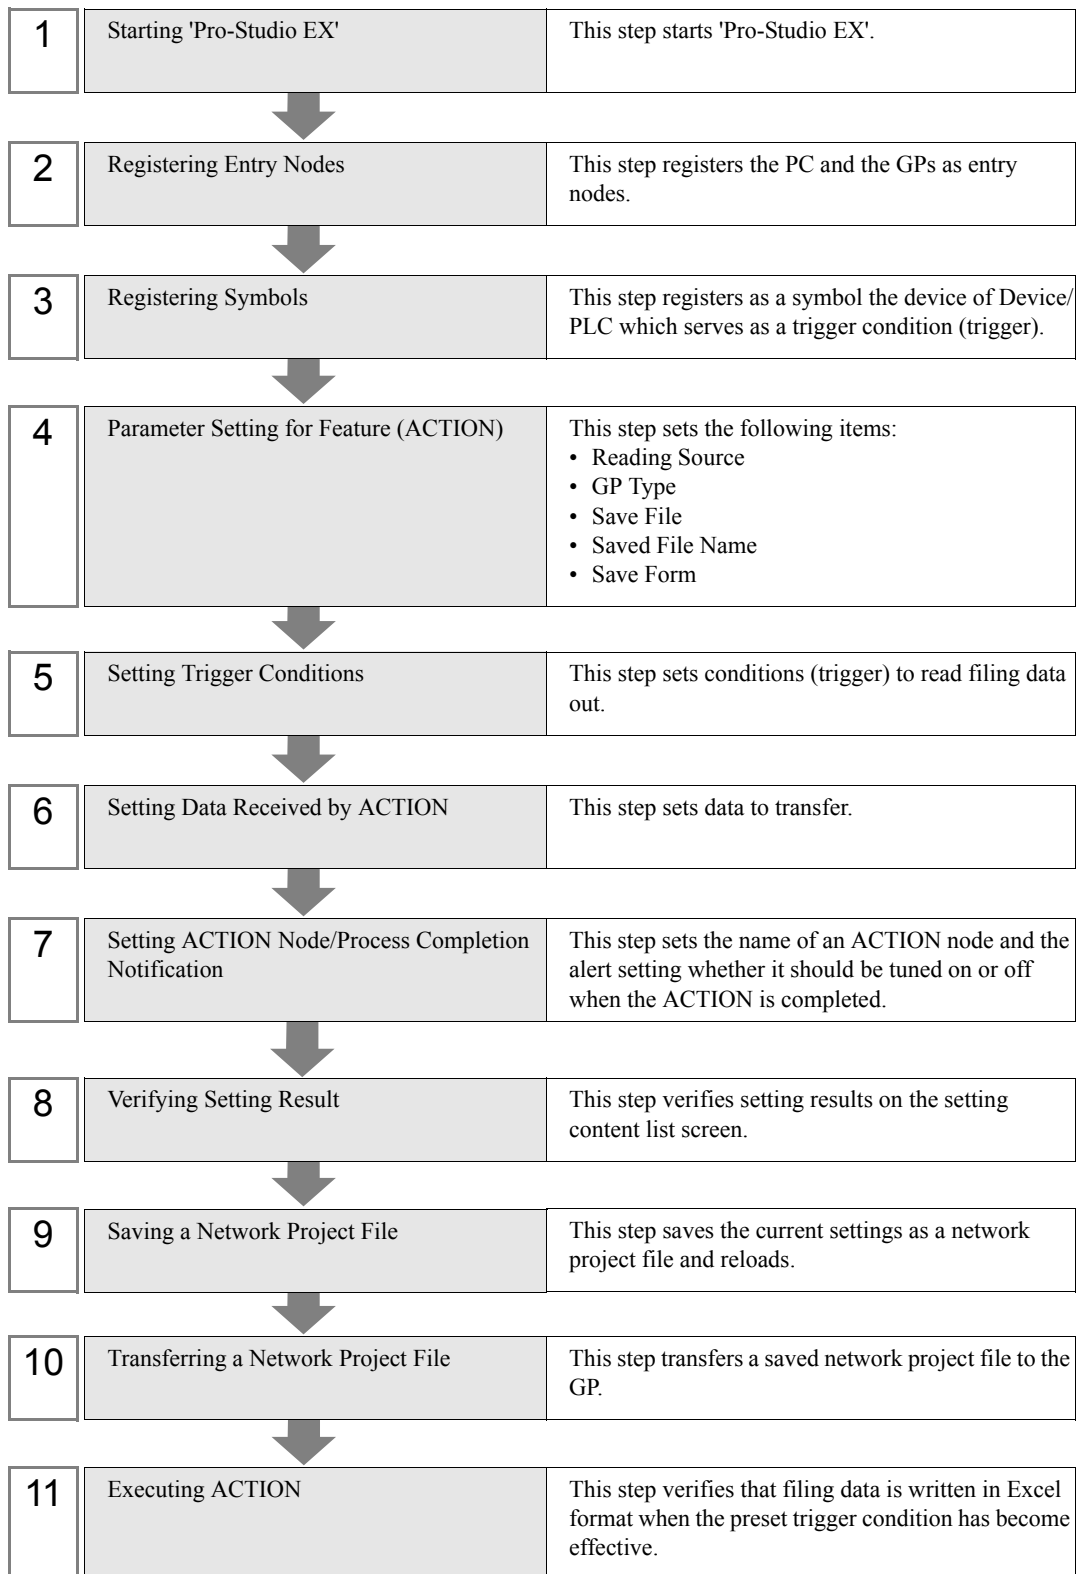 1
Starting 'Pro-Studio EX'
This step starts 'Pro-Studio EX'.
2
Registering Entry Nodes
This step registers the PC and the GPs as entry
nodes.
3
Registering Symbols
This step registers as a symbol the device of Device/
PLC which serves as a trigger condition (trigger).
4
Parameter Setting for Feature (ACTION)
This step sets the following items:
• Reading Source
• GP Type
• Save File
• Saved File Name
• Save Form
5
Setting Trigger Conditions
This step sets conditions (trigger) to read filing data
out.
6
Setting Data Received by ACTION
This step sets data to transfer.
7
Setting ACTION Node/Process Completion
Notification
This step sets the name of an ACTION node and the
alert setting whether it should be tuned on or off
when the ACTION is completed.
8
Verifying Setting Result
This step verifies setting results on the setting
content list screen.
9
Saving a Network Project File
This step saves the current settings as a network
project file and reloads.
10
Transferring a Network Project File
This step transfers a saved network project file to the
GP.
11
Executing ACTION
This step verifies that filing data is written in Excel
format when the preset trigger condition has become
effective.